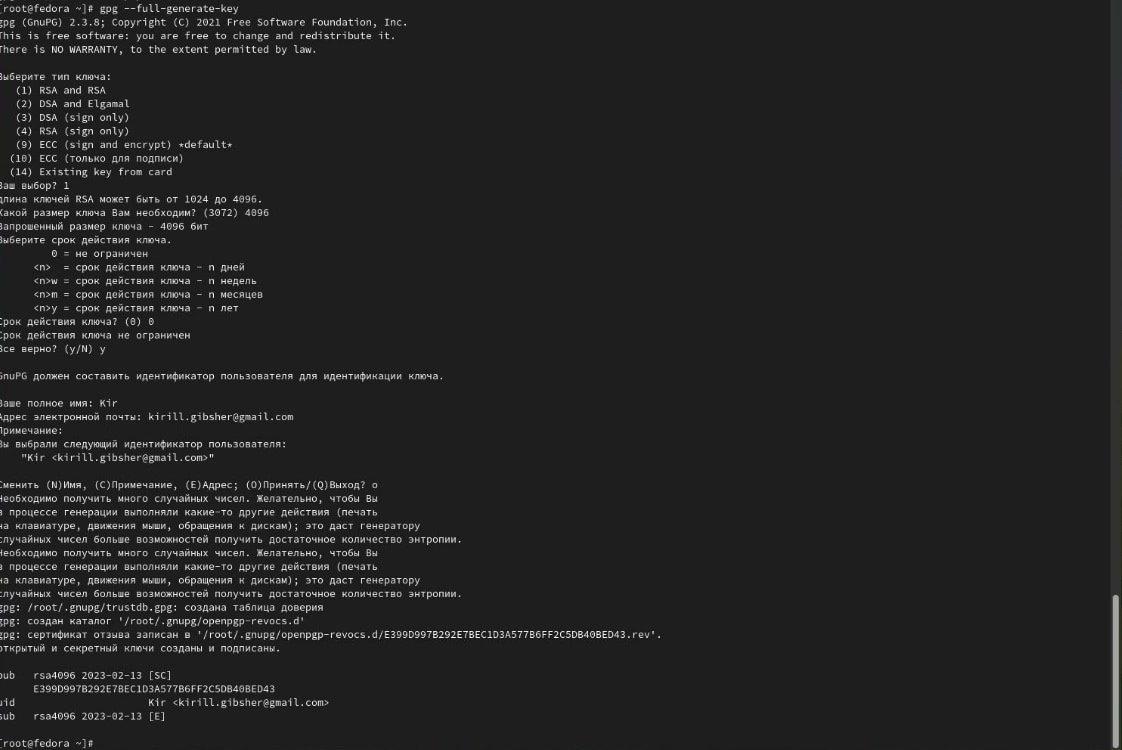 [root@fedora ~]# gpg --full-generate-key
gpg (GnuPG) 2.3.8; Copyright (C) 2021 Free Software Foundation, Inc.
This is free software: you are free to change and redistribute it.
There is NO WARRANTY, to the extent permitted by law.
Выберите тип ключа:
(1) RSA and RSA
(2) DSA and Elgamal
(3) DSA (sign only)
(4) RSA (sign only)
(9) ECC (sign and encrypt) *default*
(10) ECC (только для подписи)
(14) Existing key from card
Ваш выбор? 1
длина ключей RSA может быть от 1024 до 4096.
Какой размер ключа Вам необходим? (3072) 4096
Запрошенный размер ключа - 4096 бит
Выберите срок действия ключа.
0 = не ограничен
<n>  = срок действия ключа - n дней
<n>w = срок действия ключа - n недель
<n>m = срок действия ключа - n месяцев
<n>y = срок действия ключа - n лет
Срок действия ключа? (0) 0
Срок действия ключа не ограничен
Все верно? (y/N) y
GnuPG должен составить идентификатор пользователя для идентификации ключа.
Ваше полное имя: Kir
Адрес электронной почты: kirill.gibsher@gmail.com
Примечание:
Вы выбрали следующий идентификатор пользователя:
"Kir <kirill.gibsher@gmail.com>"
Сменить (N)Имя, (C)Примечание, (E)Адрес; (O)Принять/(Q)Выход? o
Необходимо получить много случайных чисел. Желательно, чтобы Вы
в процессе генерации выполняли какие-то другие действия (печать
на клавиатуре, движения мыши, обращения к дискам); это даст генератору
случайных чисел больше возможностей получить достаточное количество энтропии.
Необходимо получить много случайных чисел. Желательно, чтобы Вы
в процессе генерации выполняли какие-то другие действия (печать
на клавиатуре, движения мыши, обращения к дискам); это даст генератору
случайных чисел больше возможностей получить достаточное количество энтропии.
gpg: /root/.gnupg/trustdb.gpg: создана таблица доверия
gpg: создан каталог '/root/.gnupg/openpgp-revocs.d'
gpg: сертификат отзыва записан в '/root/.gnupg/openpgp-revocs.d/E399D997B292E7BEC1D3A577B6FF2C5DB40BED43.rev'.
открытый и секретный ключи созданы и подписаны.
pub   rsa4096 2023-02-13 [SC]
E399D997B292E7BEC1D3A577B6FF2C5DB40BED43
uid                      Kir <kirill.gibsher@gmail.com>
sub   rsa4096 2023-02-13 [E]
[root@fedora ~]#